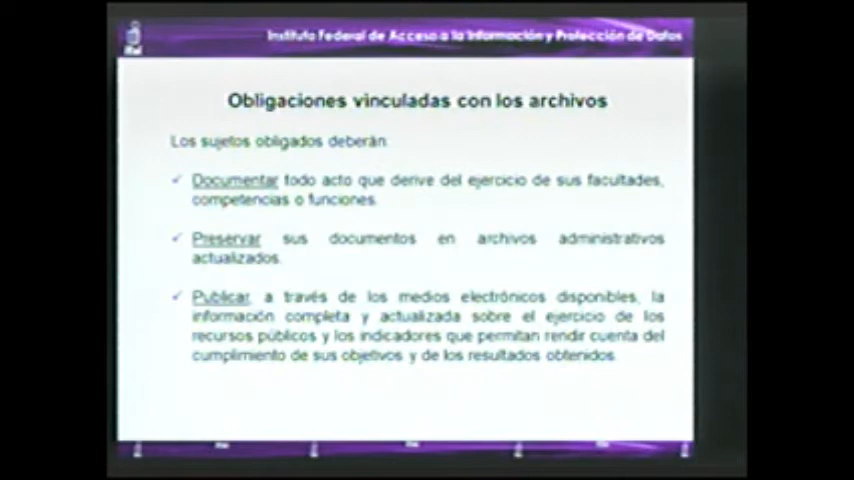 Instituto Federal de Acceso a la Información y Protección de Datos
Obligaciones vinculadas con los archivos
Los sujetos obligados deberán
✓ Documentar todo acto que derive del ejercicio de sus facultades,
competencias o funciones.
✓ Preservar sus documentos en archivos administrativos
actualizados.
✓ Publicar, a través de los medios electrónicos disponibles, la
información completa y actualizada sobre el ejercicio de los
recursos públicos y los indicadores que permitan rendir cuenta del
cumplimiento de sus objetivos y de los resultados obtenidos.